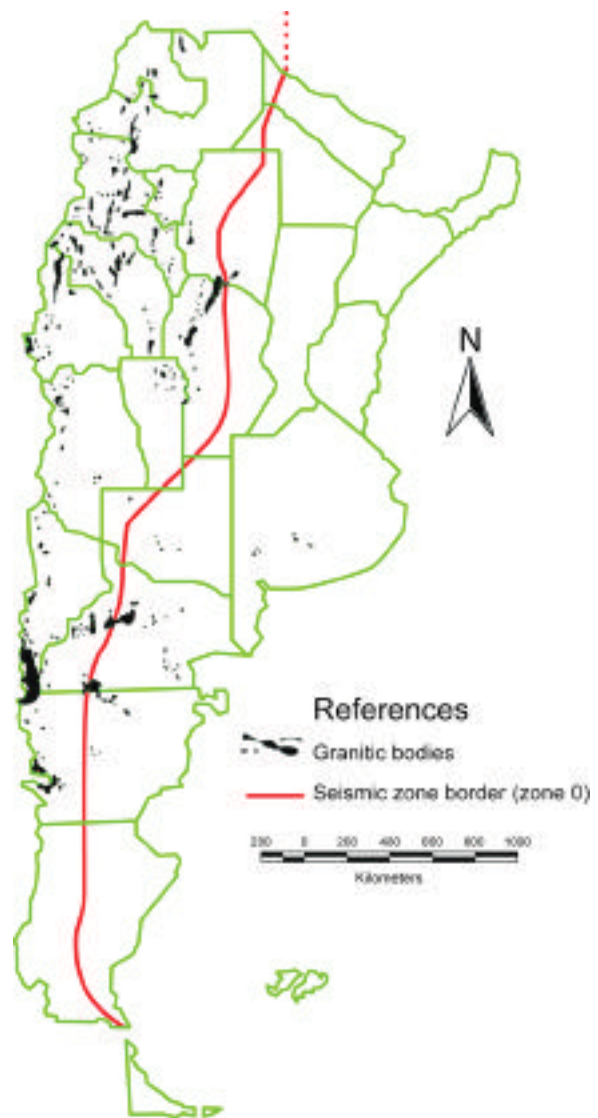 N
References
Granitic bodies
Seismic zone border (zone 0)
200 0 200 400 600 800 1000
Kilometers